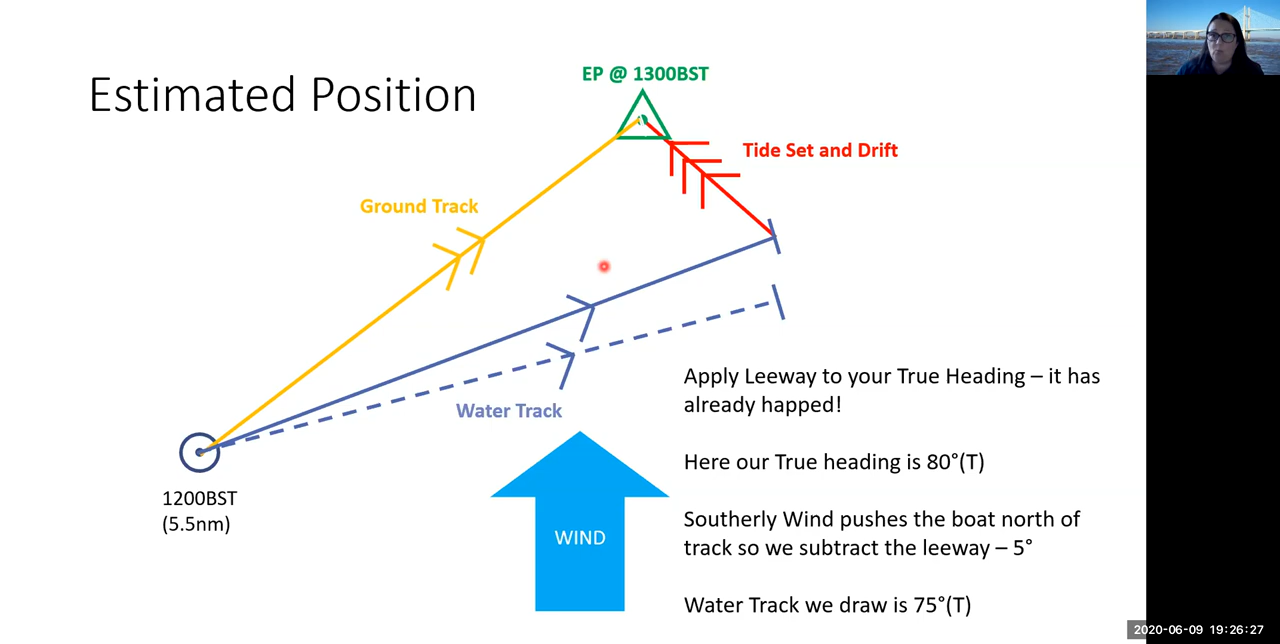 EP @ 1300BST
Estimated Position
Tide Set and Drift
Ground Track
Water Track
1200BST
(5.5nm)
WIND
Apply Leeway to your True Heading – it has
already happed!
Here our True heading is 80°(T)
Southerly Wind pushes the boat north of
track so we subtract the leeway – 5°
Water Track we draw is 75°(T)
2020-06-09 19:26:27